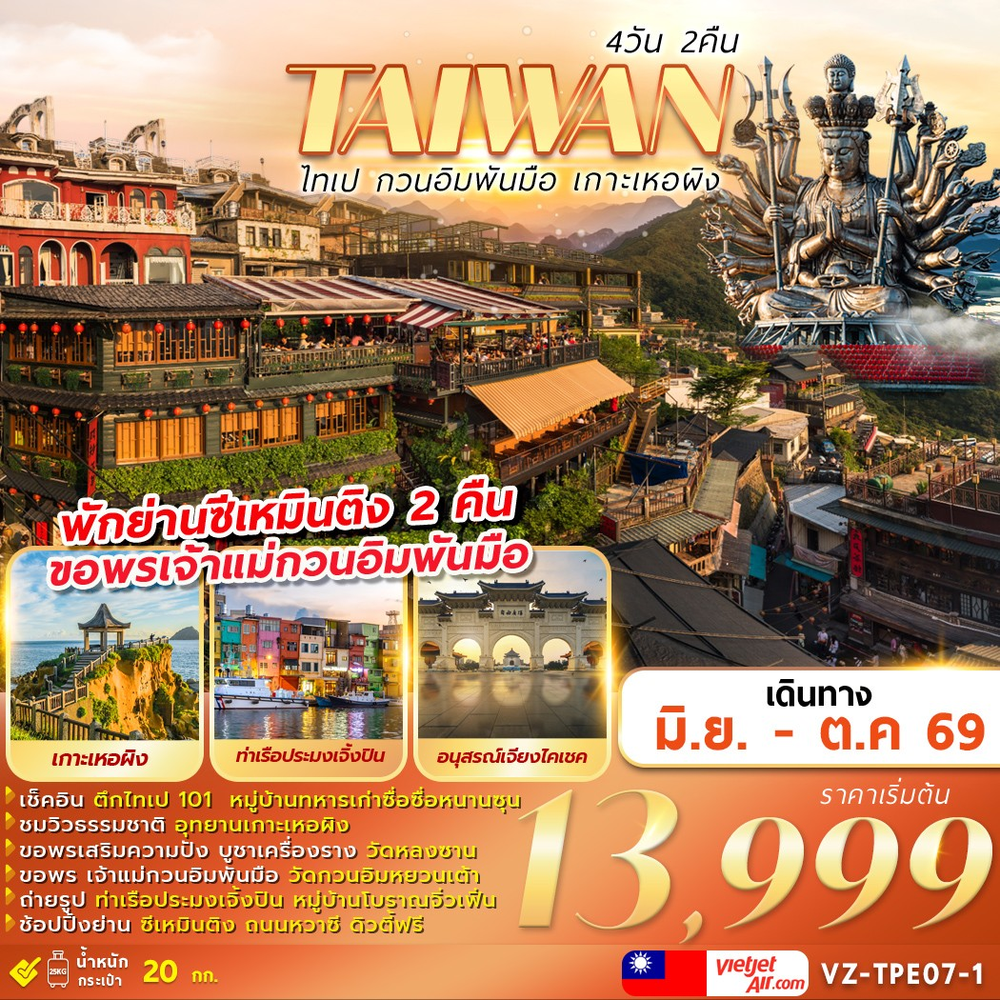 4วัน 2คืน
TAIWAN
ไทเป กวนอิมพันมือ เกาะเหอผิง
พักย่านซีเหมินติง 2 คืน
ขอพรเจ้าแม่กวนอิมพันมือ
เกาะเหอผิง
ท่าเรือประมงเจิ้งปิน
อนุสรณ์เจียงไคเชค
เดินทาง
มิ.ย. - ต.ค 69
เช็คอิน ตึกไทเป 101 หมู่บ้านทหารเก่าซื่อซื่อหนานซุน
ชมวิวธรรมชาติ อุทยานเกาะเหอผิง
ขอพรเสริมความปัง บูชาเครื่องราง วัดหลงซาน
ขอพร เจ้าแม่กวนอิมพันมือ วัดกวนอิมหยวนเต้า
ถ่ายรูป ท่าเรือประมงเจิ้งปิน หมู่บ้านโบราณจิ่วเฟิ่น
ช้อปปิ้งย่าน ซีเหมินติง ถนนหวาซี ดิวตี้ฟรี
ราคาเริ่มต้น
13,999
25KG
น้ำหนัก
กระเป๋า
20 กก.
vietjet
Air.com
VZ-TPE07-1